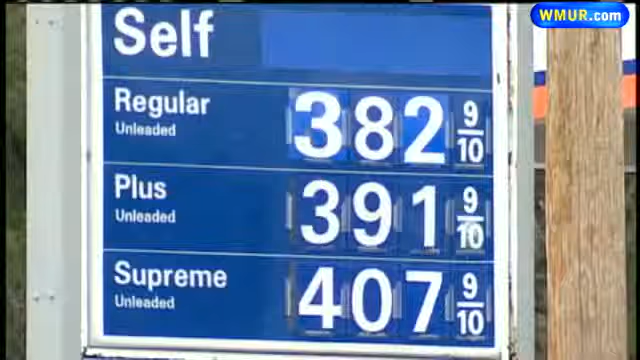 WMUR.com
Self
Regular 382 9/10
Unleaded
Plus 391 9/10
Unleaded
Supreme 407 9/10
Unleaded